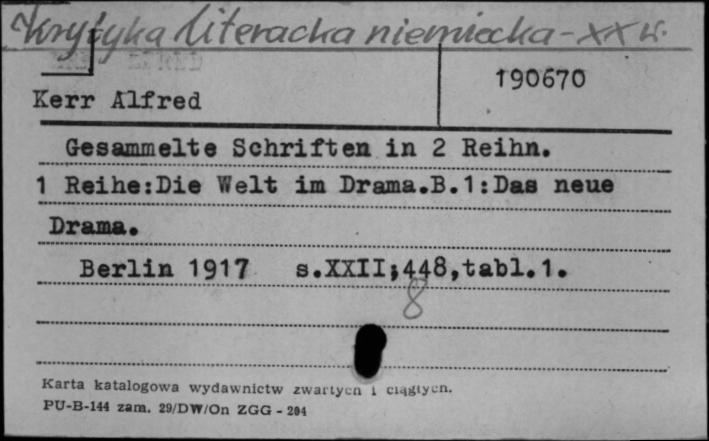 Krytyka literacka niemiecka - XX w.
190670
Kerr Alfred
Gesammelte Schriften in 2 Reihn.
1 Reihe:Die Welt im Drama.B.1:Das neue
Drama.
Berlin 1917 s.XXII;448,tabl.1.
8
Karta katalogowa wydawnictw zwartych i ciągłych.
PU-B-144 zam. 29/DW/On ZGG - 204